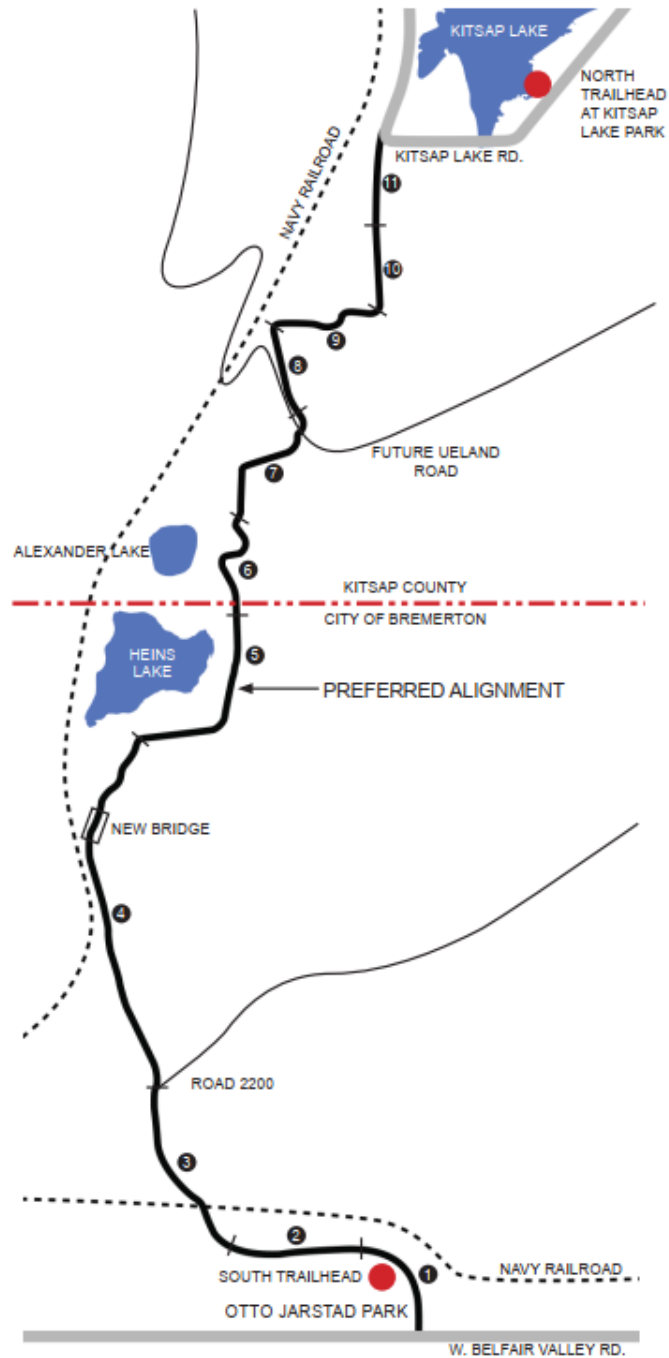 KITSAP LAKE
NORTH
TRAILHEAD
AT KITSAP
LAKE PARK
KITSAP LAKE RD.
NAVY RAILROAD
11
10
9
8
FUTURE UELAND
ROAD
7
ALEXANDER LAKE
6
KITSAP COUNTY
CITY OF BREMERTON
HEINS
LAKE
5
PREFERRED ALIGNMENT
NEW BRIDGE
4
ROAD 2200
3
2
NAVY RAILROAD
SOUTH TRAILHEAD
1
OTTO JARSTAD PARK
W. BELFAIR VALLEY RD.